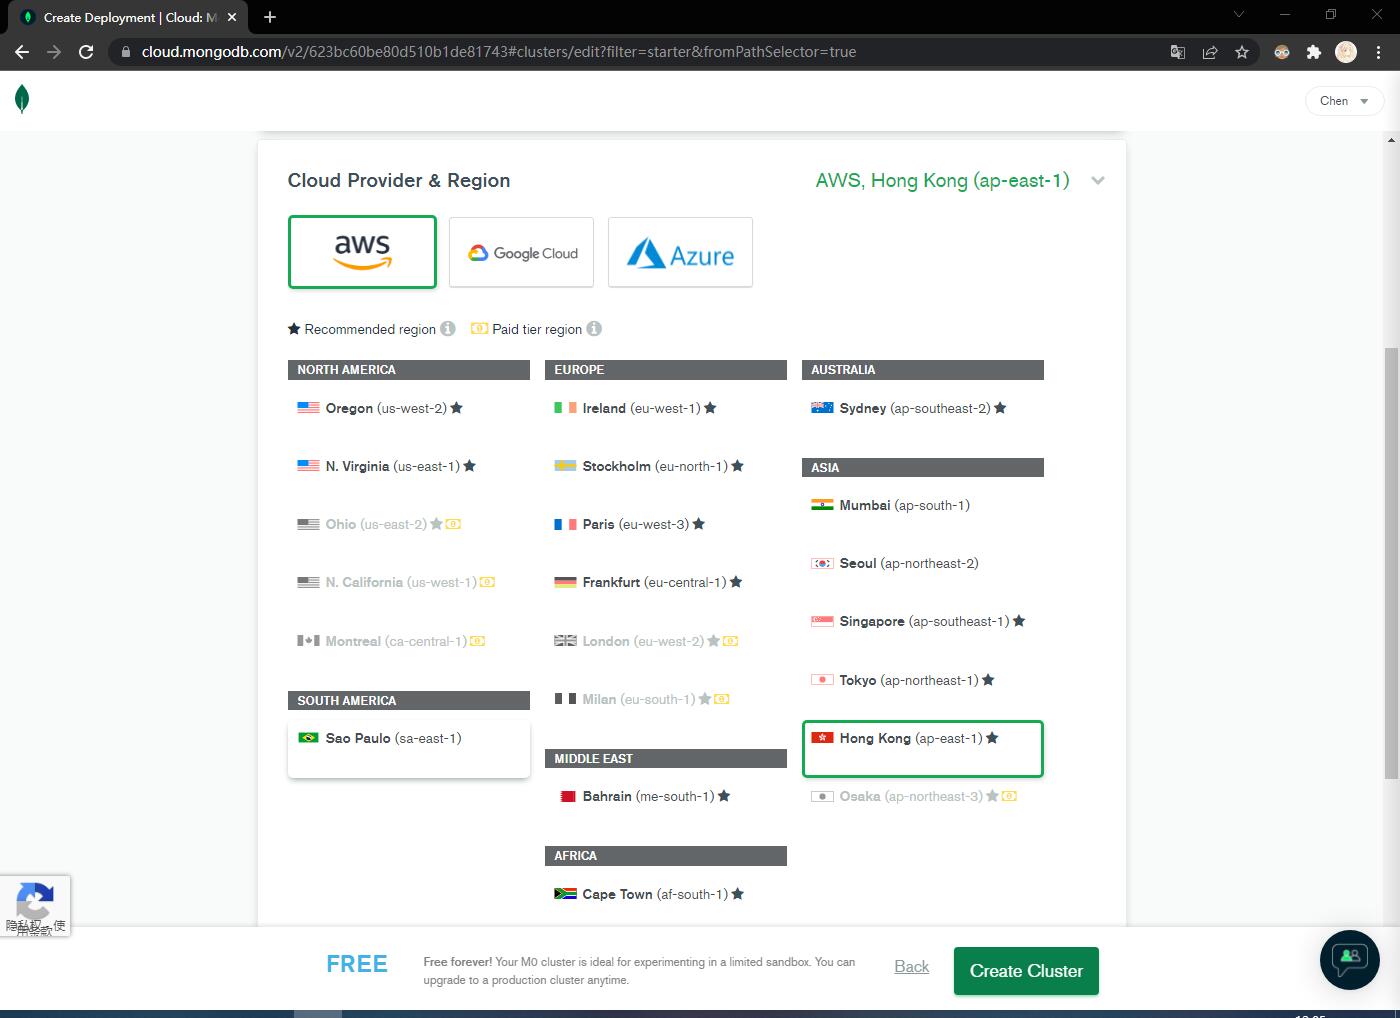 Create Deployment | Cloud: M
cloud.mongodb.com/v2/623bc60be80d510b1de81743#clusters/edit?filter=starter&fromPathSelector=true
Chen
Cloud Provider & Region
AWS, Hong Kong (ap-east-1)
aws
Google Cloud
Azure
Recommended region
Paid tier region
NORTH AMERICA
Oregon (us-west-2)
N. Virginia (us-east-1)
Ohio (us-east-2)
N. California (us-west-1)
Montreal (ca-central-1)
SOUTH AMERICA
Sao Paulo (sa-east-1)
EUROPE
Ireland (eu-west-1)
Stockholm (eu-north-1)
Paris (eu-west-3)
Frankfurt (eu-central-1)
London (eu-west-2)
Milan (eu-south-1)
MIDDLE EAST
Bahrain (me-south-1)
AFRICA
Cape Town (af-south-1)
AUSTRALIA
Sydney (ap-southeast-2)
ASIA
Mumbai (ap-south-1)
Seoul (ap-northeast-2)
Singapore (ap-southeast-1)
Tokyo (ap-northeast-1)
Hong Kong (ap-east-1)
Osaka (ap-northeast-3)
隐私权 - 使
用条款
FREE
Free forever! Your M0 cluster is ideal for experimenting in a limited sandbox. You can
upgrade to a production cluster anytime.
Back
Create Cluster